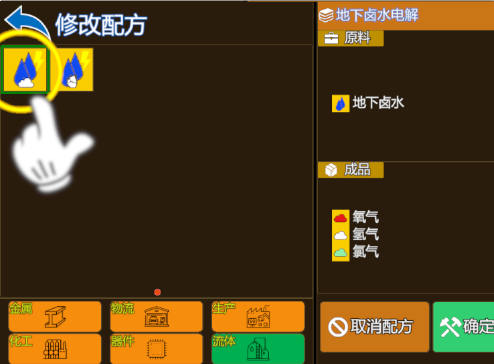 修改配方
地下卤水电解
原料
地下卤水
成品
氧气
氢气
氯气
金属
物流
生产
化工
器件
流体
取消配方
确定